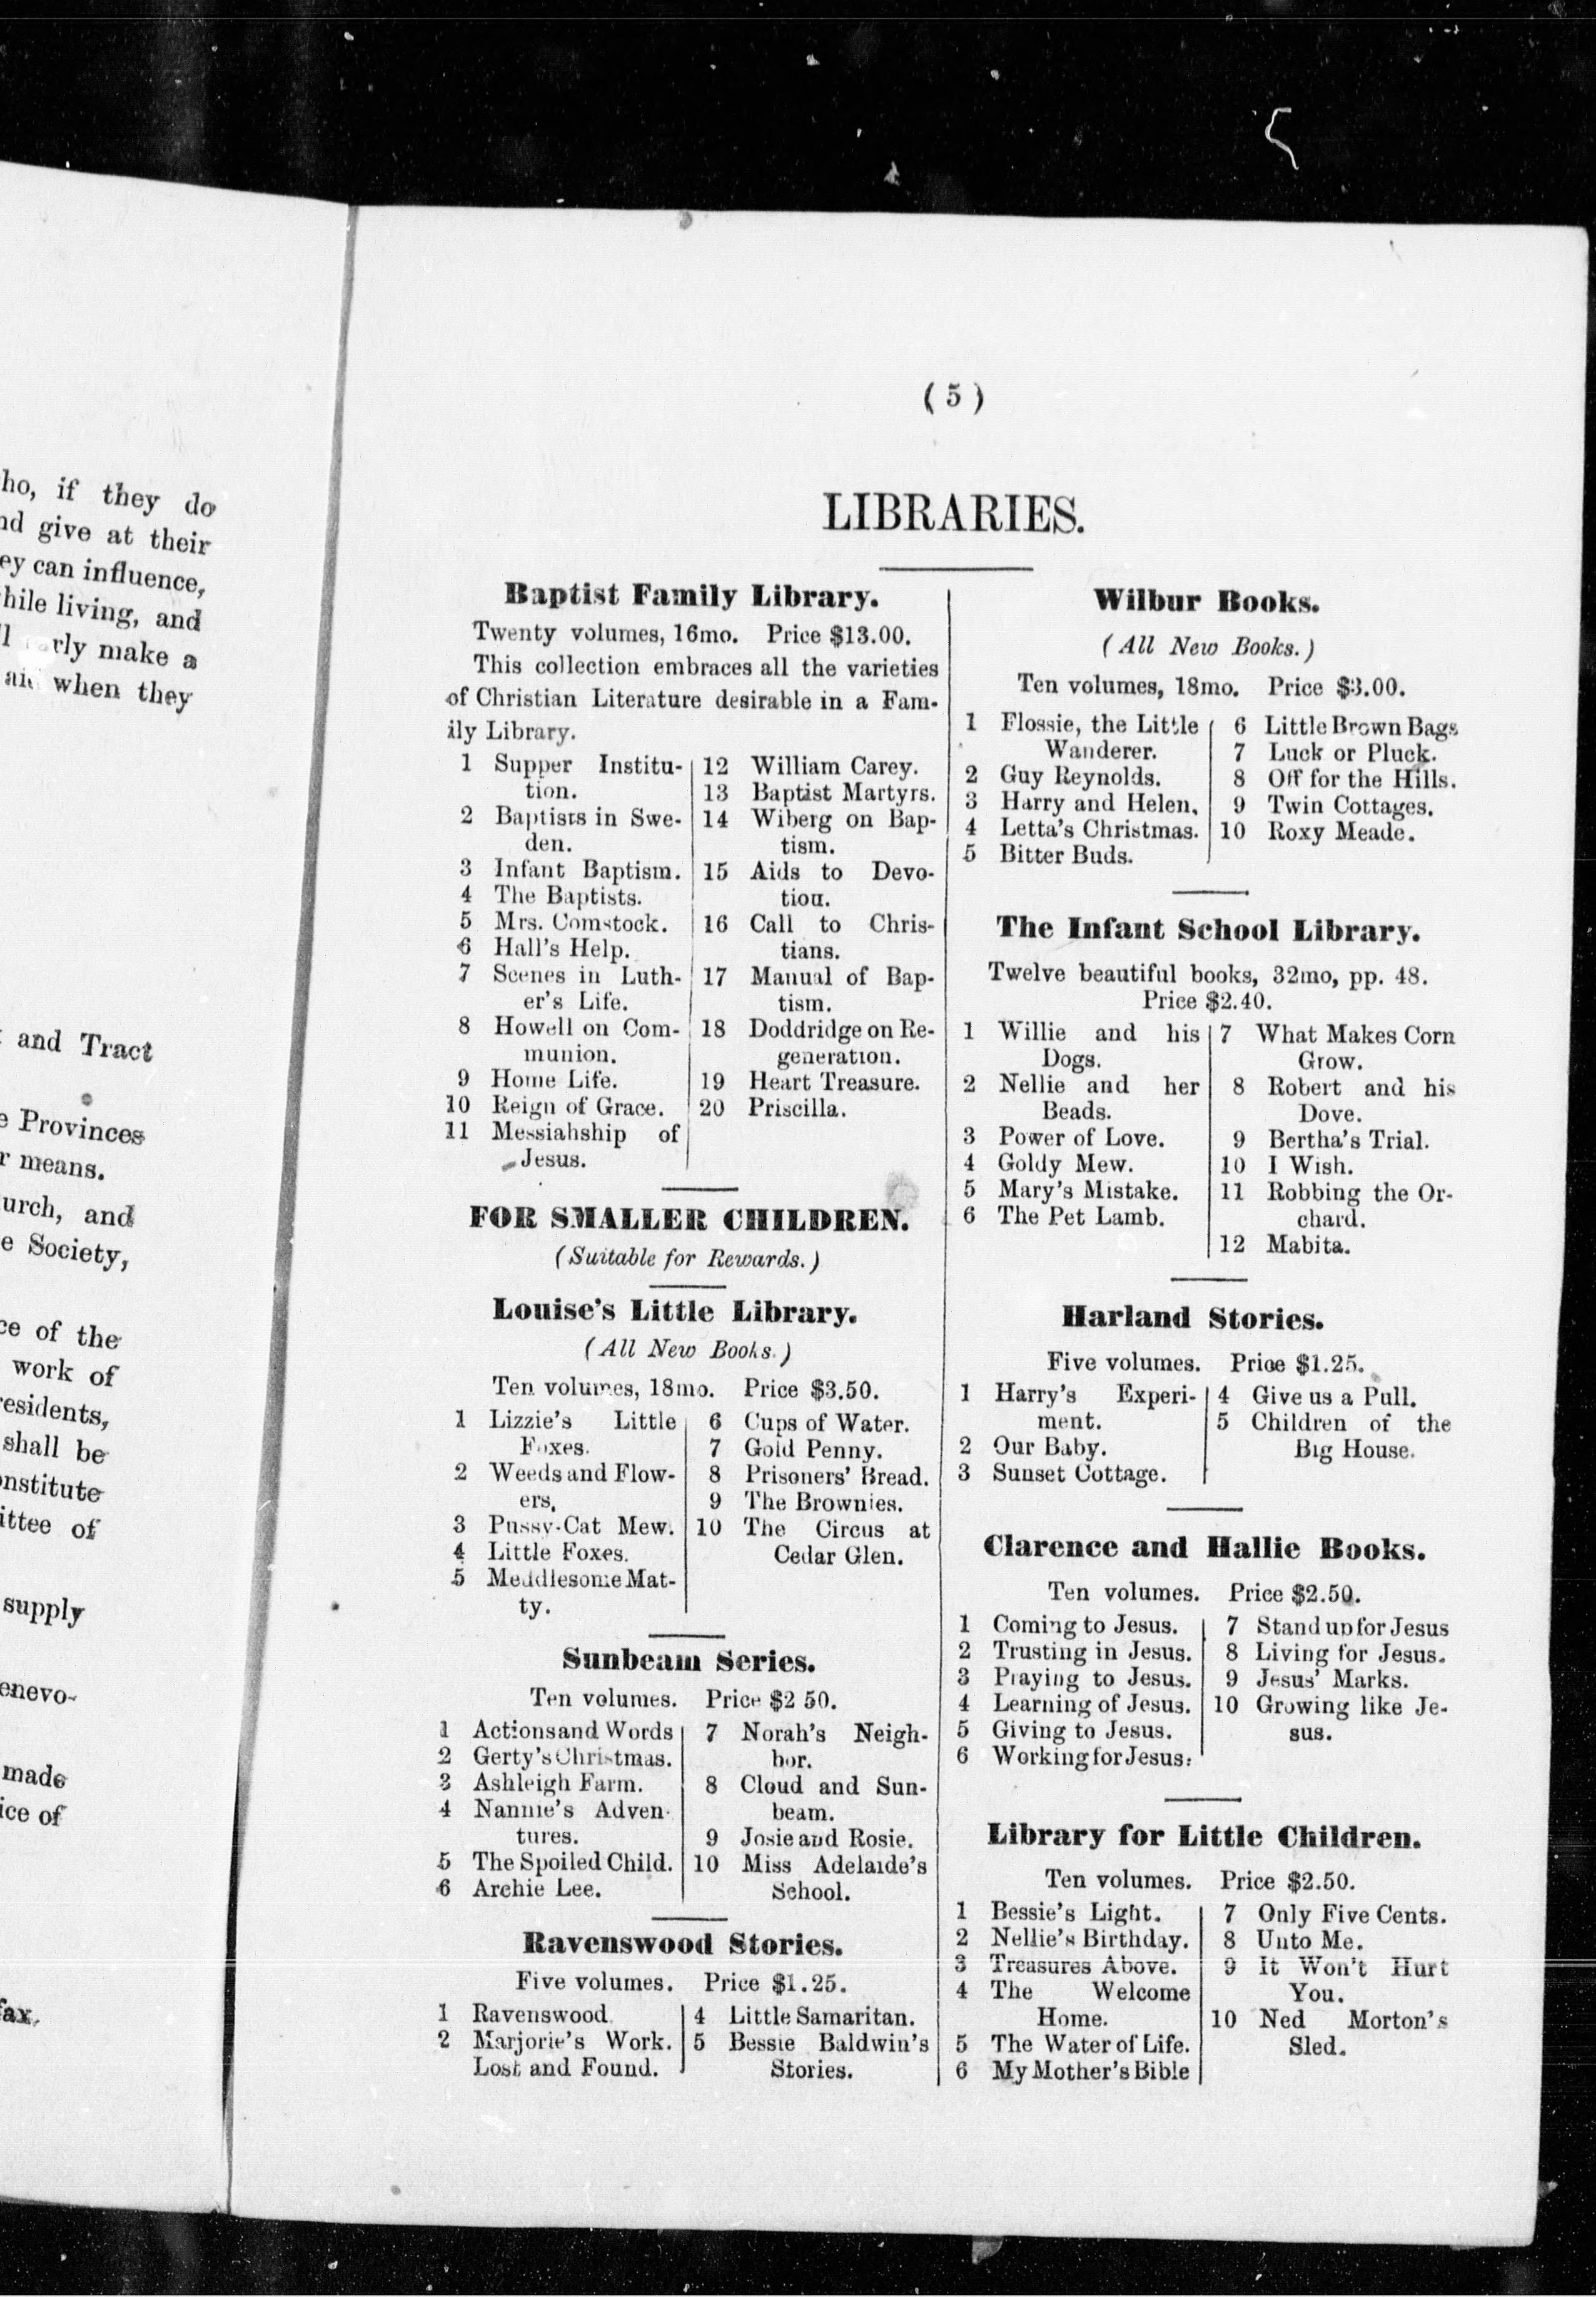 ho, if they do
nd give at their
ey can influence,
hile living, and
rly make a
when they
and Tract
e Provinces
r means.
urch, and
e Society,
ce of the
work of
residents,
shall be
onstitute
ittee of
supply
enevo-
made
ice of
fax.
( 5 )
LIBRARIES.
Baptist Family Library.
Twenty volumes, 16mo. Price $13.00.
This collection embraces all the varieties
of Christian Literature desirable in a Fam-
ily Library.
1 Supper Institu-
tion.
2 Baptists in Swe-
den.
3 Infant Baptism.
4 The Baptists.
5 Mrs. Comstock.
6 Hall's Help.
7 Scenes in Luth-
er's Life.
8 Howell on Com-
munion.
9 Home Life.
10 Reign of Grace.
11 Messiahship of
Jesus.
12 William Carey.
13 Baptist Martyrs.
14 Wiberg on Bap-
tism.
15 Aids to Devo-
tion.
16 Call to Chris-
tians.
17 Manual of Bap-
tism.
18 Doddridge on Re-
generation.
19 Heart Treasure.
20 Priscilla.
FOR SMALLER CHILDREN.
(Suitable for Rewards.)
Louise's Little Library.
(All New Books.)
Ten volumes, 18mo. Price $3.50.
1 Lizzie's Little
Foxes.
2 Weeds and Flow-
ers.
3 Pussy-Cat Mew.
4 Little Foxes.
5 Meddlesome Mat-
ty.
6 Cups of Water.
7 Gold Penny.
8 Prisoners' Bread.
9 The Brownies.
10 The Circus at
Cedar Glen.
Sunbeam Series.
Ten volumes. Price $2 50.
1 Actions and Words
2 Gerty's Christmas.
3 Ashleigh Farm.
4 Nannie's Adven-
tures.
5 The Spoiled Child.
6 Archie Lee.
7 Norah's Neigh-
bor.
8 Cloud and Sun-
beam.
9 Josie and Rosie.
10 Miss Adelaide's
School.
Ravenswood Stories.
Five volumes. Price $1.25.
1 Ravenswood.
2 Marjorie's Work.
Lost and Found.
4 Little Samaritan.
5 Bessie Baldwin's
Stories.
Wilbur Books.
(All New Books.)
Ten volumes, 18mo. Price $3.00.
1 Flossie, the Little
Wanderer.
2 Guy Reynolds.
3 Harry and Helen.
4 Letta's Christmas.
5 Bitter Buds.
6 Little Brown Bags
7 Luck or Pluck.
8 Off for the Hills.
9 Twin Cottages.
10 Roxy Meade.
The Infant School Library.
Twelve beautiful books, 32mo, pp. 48.
Price $2.40.
1 Willie and his
Dogs.
2 Nellie and her
Beads.
3 Power of Love.
4 Goldy Mew.
5 Mary's Mistake.
6 The Pet Lamb.
7 What Makes Corn
Grow.
8 Robert and his
Dove.
9 Bertha's Trial.
10 I Wish.
11 Robbing the Or-
chard.
12 Mabita.
Harland Stories.
Five volumes. Price $1.25.
1 Harry's Experi-
ment.
2 Our Baby.
3 Sunset Cottage.
4 Give us a Pull.
5 Children of the
Big House.
Clarence and Hallie Books.
Ten volumes. Price $2.50.
1 Coming to Jesus.
2 Trusting in Jesus.
3 Praying to Jesus.
4 Learning of Jesus.
5 Giving to Jesus.
6 Working for Jesus.
7 Stand up for Jesus
8 Living for Jesus.
9 Jesus' Marks.
10 Growing like Je-
sus.
Library for Little Children.
Ten volumes. Price $2.50.
1 Bessie's Light.
2 Nellie's Birthday.
3 Treasures Above.
4 The Welcome
Home.
5 The Water of Life.
6 My Mother's Bible
7 Only Five Cents.
8 Unto Me.
9 It Won't Hurt
You.
10 Ned Morton's
Sled.